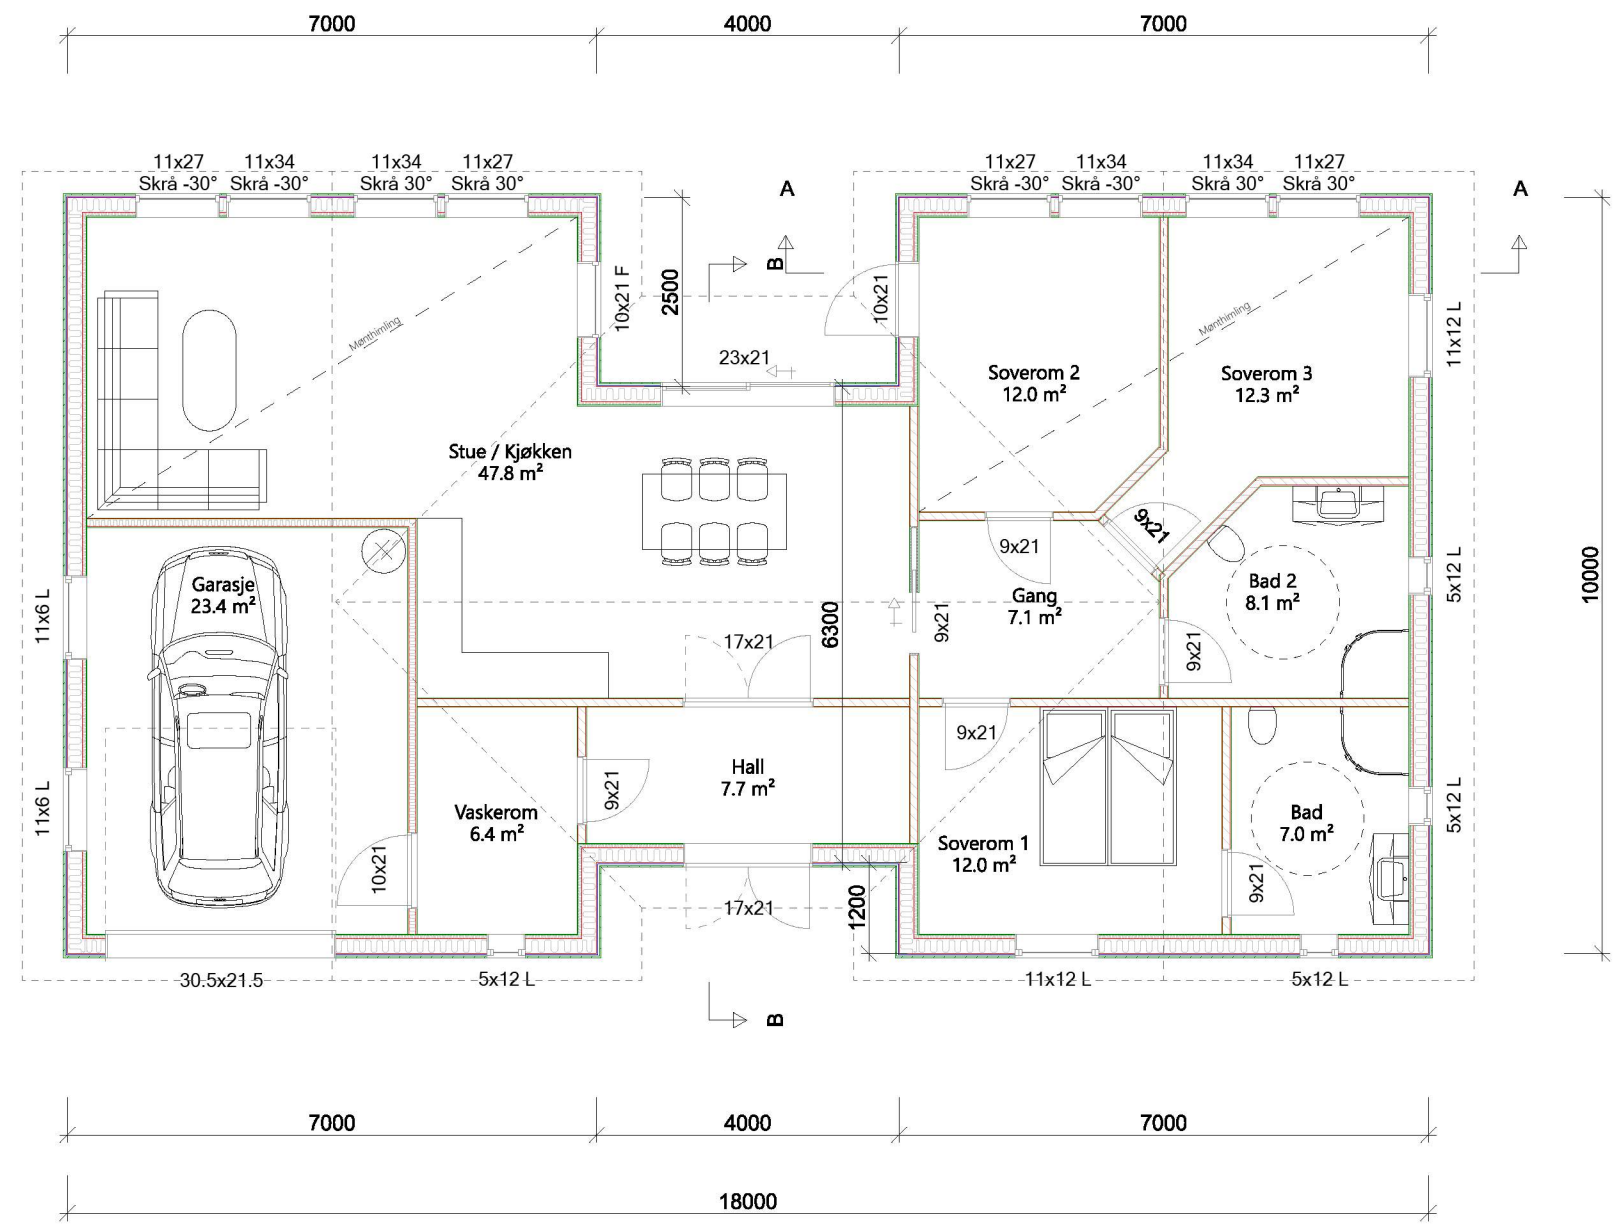 7000
4000
7000
11x27
Skrå -30°
11x34
Skrå -30°
11x34
Skrå 30°
11x27
Skrå 30°
11x27
Skrå -30°
11x34
Skrå -30°
11x34
Skrå 30°
11x27
Skrå 30°
A
A
B
10x21 F
2500
10x21
Mønthimling
Mønthimling
11x12 L
23x21
Soverom 2
12.0 m²
Soverom 3
12.3 m²
Stue / Kjøkken
47.8 m²
9x21
9x21
10000
Garasje
23.4 m²
11x6 L
Gang
7.1 m²
Bad 2
8.1 m²
5x12 L
17x21
6300
9x21
9x21
9x21
Hall
7.7 m²
9x21
11x6 L
Vaskerom
6.4 m²
Bad
7.0 m²
5x12 L
Soverom 1
12.0 m²
10x21
9x21
17x21
1200
30.5x21.5
5x12 L
11x12 L
5x12 L
B
7000
4000
7000
18000